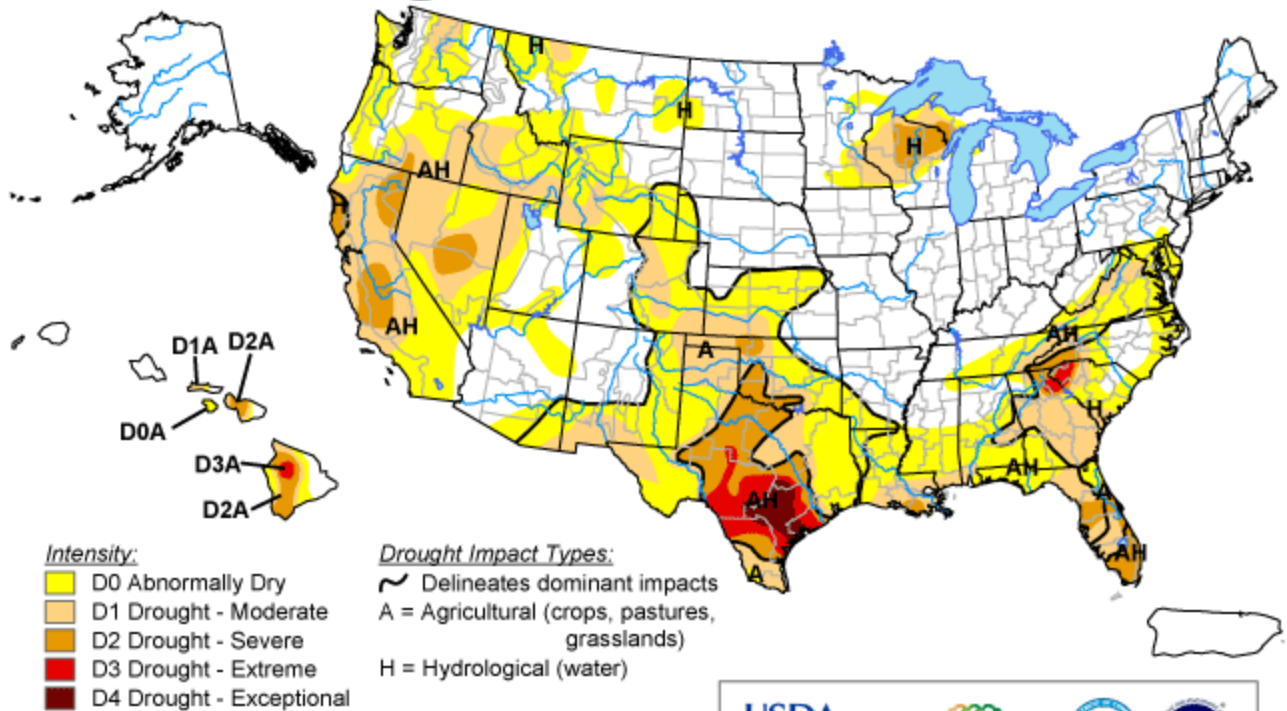 H
H
H
AH
H
AH
D1A D2A
A
AH
D0A
H
D3A
AH
AH
A
D2A
AH
A
Intensity:
D0 Abnormally Dry
D1 Drought - Moderate
D2 Drought - Severe
D3 Drought - Extreme
D4 Drought - Exceptional
Drought Impact Types:
Delineates dominant impacts
A = Agricultural (crops, pastures,
grasslands)
H = Hydrological (water)
USDA